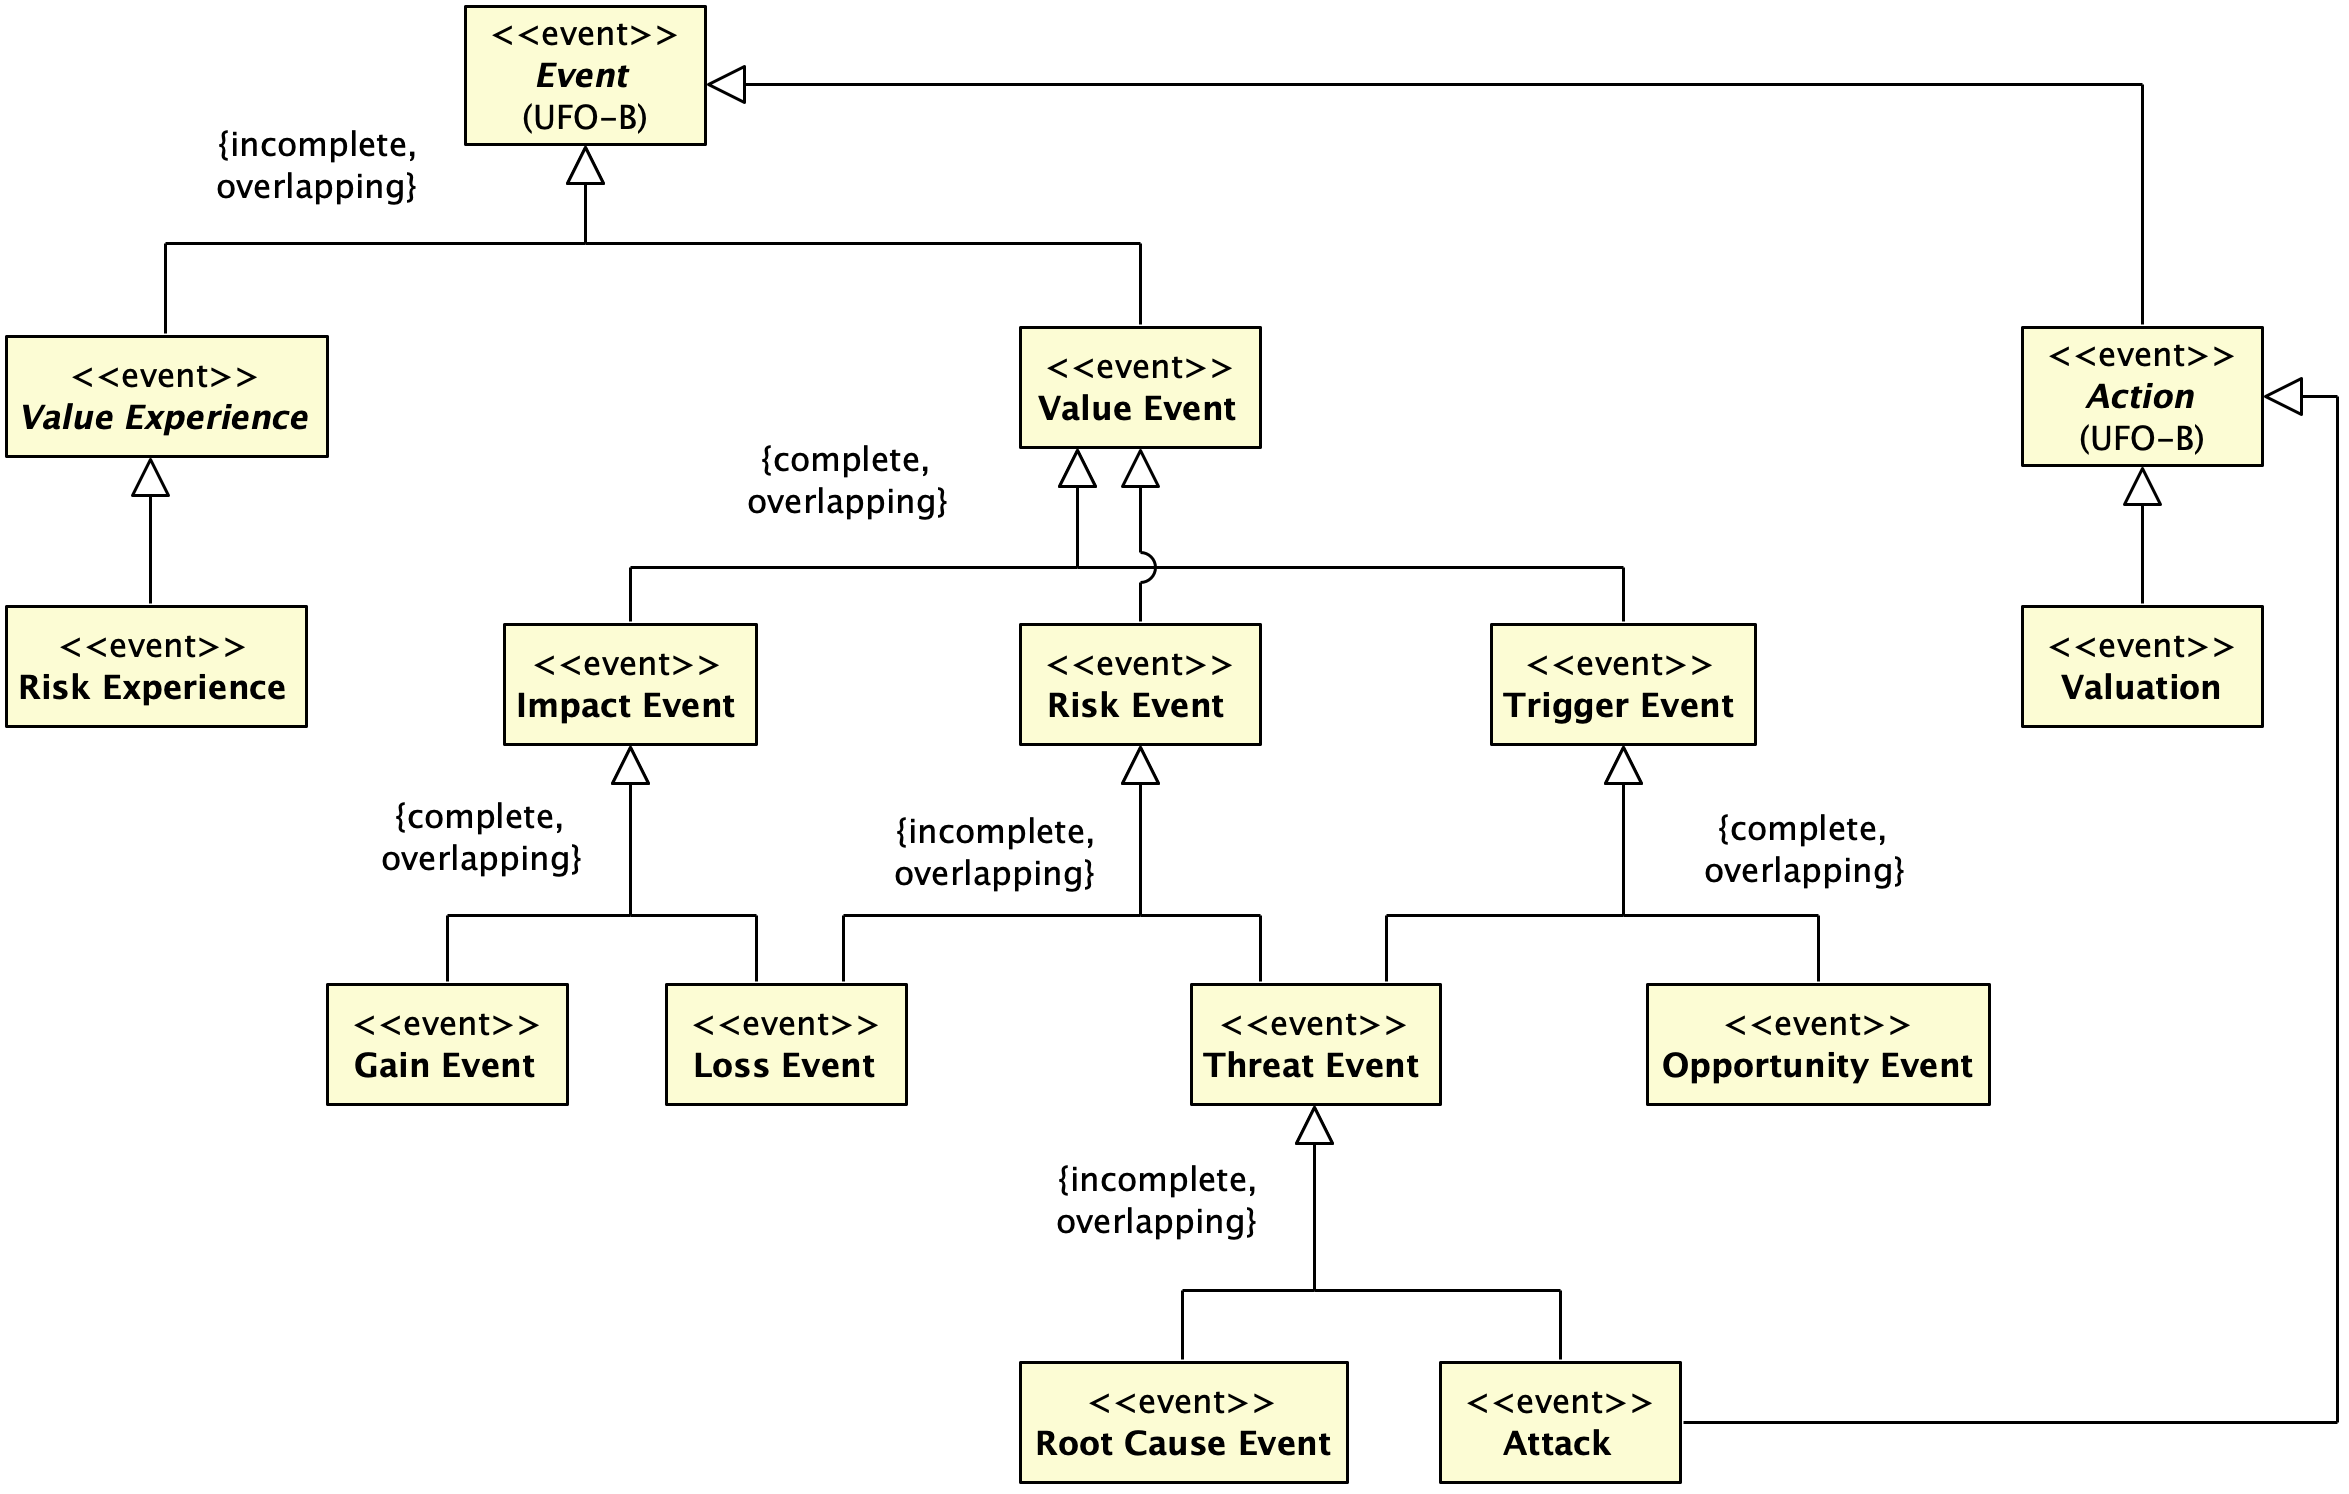 <<event>>
Event
(UFO-B)
{incomplete,
overlapping}
<<event>>
Value Experience
<<event>>
Value Event
<<event>>
Action
(UFO-B)
{complete,
overlapping}
<<event>>
Risk Experience
<<event>>
Impact Event
<<event>>
Risk Event
<<event>>
Trigger Event
<<event>>
Valuation
{complete,
overlapping}
{incomplete,
overlapping}
{complete,
overlapping}
<<event>>
Gain Event
<<event>>
Loss Event
<<event>>
Threat Event
<<event>>
Opportunity Event
{incomplete,
overlapping}
<<event>>
Root Cause Event
<<event>>
Attack